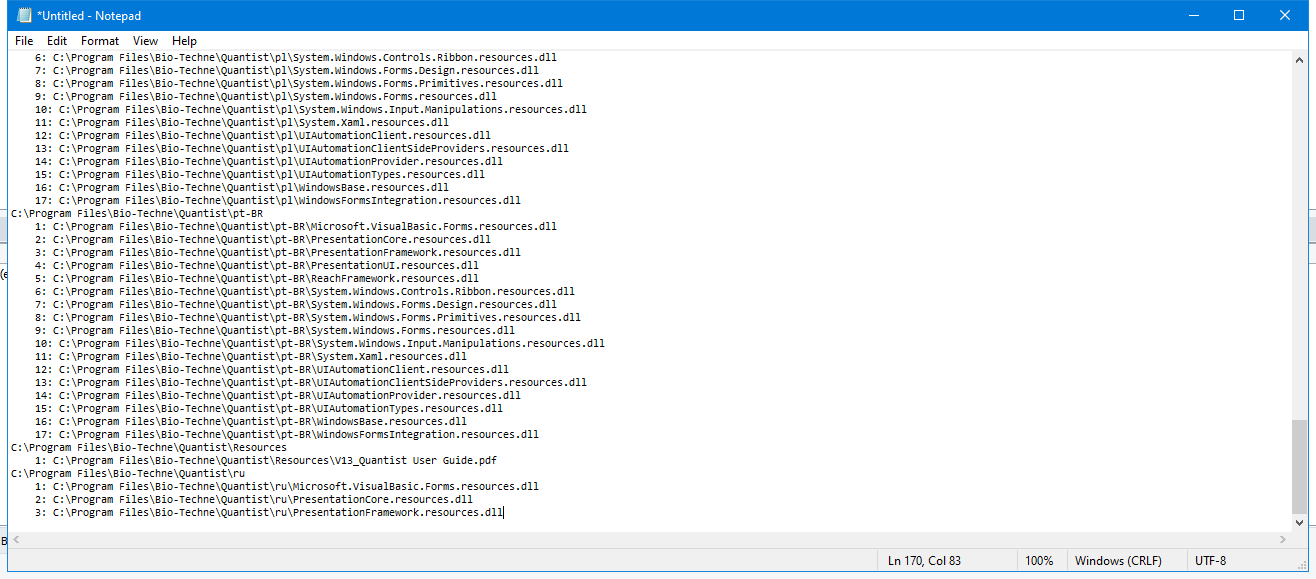 *Untitled - Notepad
File Edit Format View Help
6: C:\Program Files\Bio-Techne\Quantist\pl\System.Windows.Controls.Ribbon.resources.dll
7: C:\Program Files\Bio-Techne\Quantist\pl\System.Windows.Forms.Design.resources.dll
8: C:\Program Files\Bio-Techne\Quantist\pl\System.Windows.Forms.Primitives.resources.dll
9: C:\Program Files\Bio-Techne\Quantist\pl\System.Windows.Forms.resources.dll
10: C:\Program Files\Bio-Techne\Quantist\pl\System.Windows.Input.Manipulations.resources.dll
11: C:\Program Files\Bio-Techne\Quantist\pl\System.Xaml.resources.dll
12: C:\Program Files\Bio-Techne\Quantist\pl\UIAutomationClient.resources.dll
13: C:\Program Files\Bio-Techne\Quantist\pl\UIAutomationClientSideProviders.resources.dll
14: C:\Program Files\Bio-Techne\Quantist\pl\UIAutomationProvider.resources.dll
15: C:\Program Files\Bio-Techne\Quantist\pl\UIAutomationTypes.resources.dll
16: C:\Program Files\Bio-Techne\Quantist\pl\WindowsBase.resources.dll
17: C:\Program Files\Bio-Techne\Quantist\pl\WindowsFormsIntegration.resources.dll
C:\Program Files\Bio-Techne\Quantist\pt-BR
1: C:\Program Files\Bio-Techne\Quantist\pt-BR\Microsoft.VisualBasic.Forms.resources.dll
2: C:\Program Files\Bio-Techne\Quantist\pt-BR\PresentationCore.resources.dll
3: C:\Program Files\Bio-Techne\Quantist\pt-BR\PresentationFramework.resources.dll
4: C:\Program Files\Bio-Techne\Quantist\pt-BR\PresentationUI.resources.dll
5: C:\Program Files\Bio-Techne\Quantist\pt-BR\ReachFramework.resources.dll
6: C:\Program Files\Bio-Techne\Quantist\pt-BR\System.Windows.Controls.Ribbon.resources.dll
7: C:\Program Files\Bio-Techne\Quantist\pt-BR\System.Windows.Forms.Design.resources.dll
8: C:\Program Files\Bio-Techne\Quantist\pt-BR\System.Windows.Forms.Primitives.resources.dll
9: C:\Program Files\Bio-Techne\Quantist\pt-BR\System.Windows.Forms.resources.dll
10: C:\Program Files\Bio-Techne\Quantist\pt-BR\System.Windows.Input.Manipulations.resources.dll
11: C:\Program Files\Bio-Techne\Quantist\pt-BR\System.Xaml.resources.dll
12: C:\Program Files\Bio-Techne\Quantist\pt-BR\UIAutomationClient.resources.dll
13: C:\Program Files\Bio-Techne\Quantist\pt-BR\UIAutomationClientSideProviders.resources.dll
14: C:\Program Files\Bio-Techne\Quantist\pt-BR\UIAutomationProvider.resources.dll
15: C:\Program Files\Bio-Techne\Quantist\pt-BR\UIAutomationTypes.resources.dll
16: C:\Program Files\Bio-Techne\Quantist\pt-BR\WindowsBase.resources.dll
17: C:\Program Files\Bio-Techne\Quantist\pt-BR\WindowsFormsIntegration.resources.dll
C:\Program Files\Bio-Techne\Quantist\Resources
1: C:\Program Files\Bio-Techne\Quantist\Resources\V13_Quantist User Guide.pdf
C:\Program Files\Bio-Techne\Quantist\ru
1: C:\Program Files\Bio-Techne\Quantist\ru\Microsoft.VisualBasic.Forms.resources.dll
2: C:\Program Files\Bio-Techne\Quantist\ru\PresentationCore.resources.dll
3: C:\Program Files\Bio-Techne\Quantist\ru\PresentationFramework.resources.dll
Ln 170, Col 83 100% Windows (CRLF) UTF-8